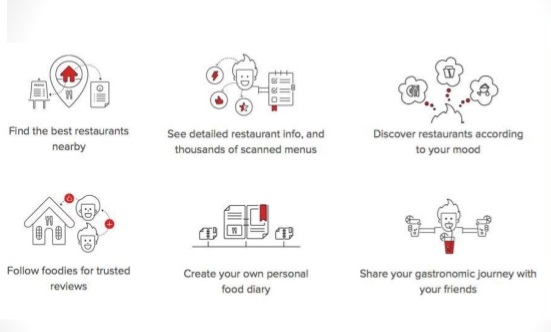 Find the best restaurants
nearby
See detailed restaurant info, and
thousands of scanned menus
Discover restaurants according
to your mood
Follow foodies for trusted
reviews
Create your own personal
food diary
Share your gastronomic journey with
your friends